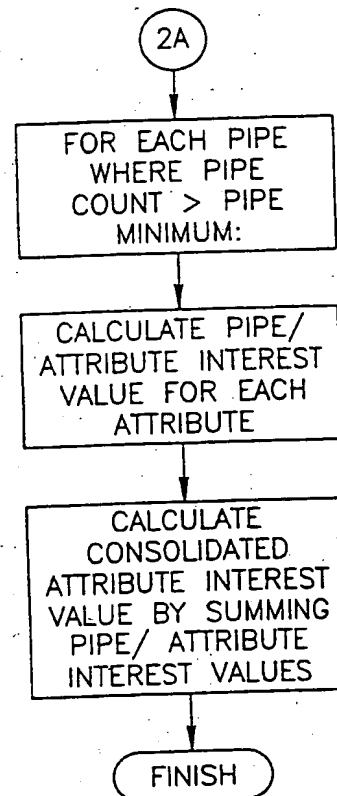 2A
FOR EACH PIPE
WHERE PIPE
COUNT > PIPE
MINIMUM:
CALCULATE PIPE/
ATTRIBUTE INTEREST
VALUE FOR EACH
ATTRIBUTE
CALCULATE
CONSOLIDATED
ATTRIBUTE INTEREST
VALUE BY SUMMING
PIPE/ ATTRIBUTE
INTEREST VALUES
FINISH